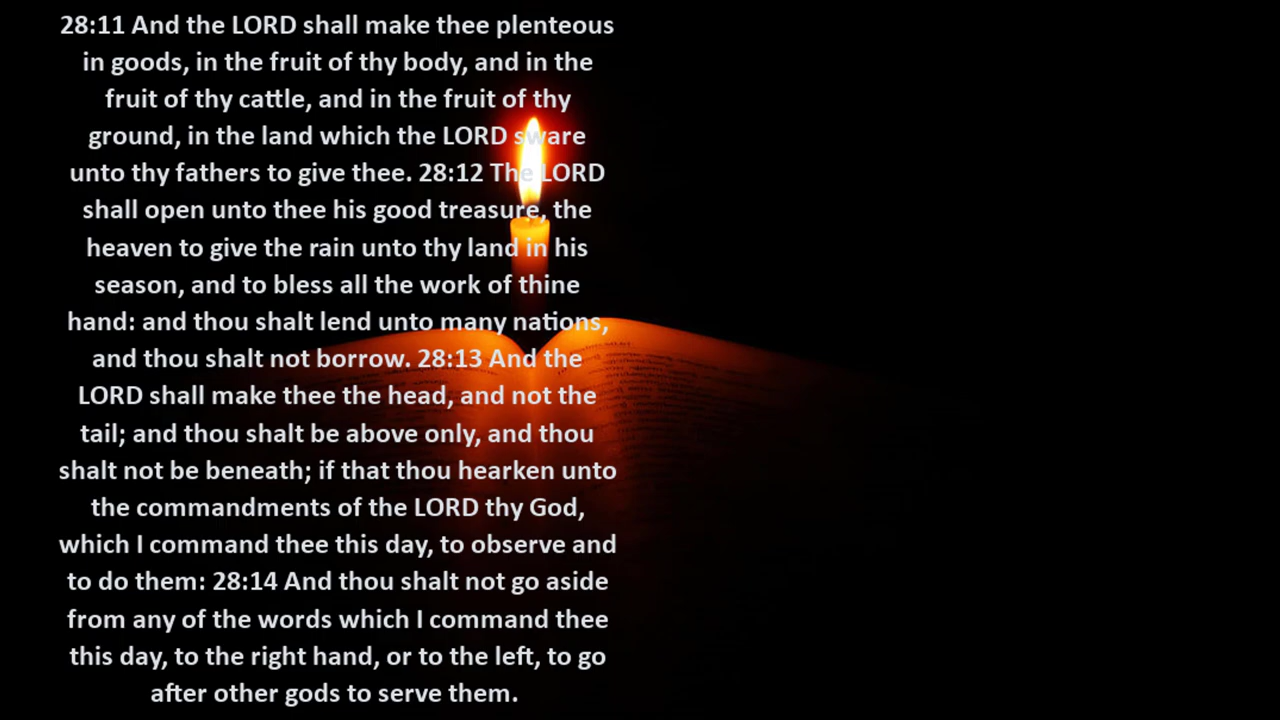 28:11 And the LORD shall make thee plenteous
in goods, in the fruit of thy body, and in the
fruit of thy cattle, and in the fruit of thy
ground, in the land which the LORD sware
unto thy fathers to give thee. 28:12 The LORD
shall open unto thee his good treasure, the
heaven to give the rain unto thy land in his
season, and to bless all the work of thine
hand: and thou shalt lend unto many nations,
and thou shalt not borrow. 28:13 And the
LORD shall make thee the head, and not the
tail; and thou shalt be above only, and thou
shalt not be beneath; if that thou hearken unto
the commandments of the LORD thy God,
which I command thee this day, to observe and
to do them: 28:14 And thou shalt not go aside
from any of the words which I command thee
this day, to the right hand, or to the left, to go
after other gods to serve them.